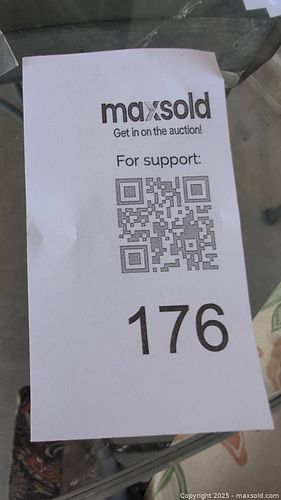 maxsold
Get in on the auction!
For support:
176
Copyright 2025 - maxsold.com